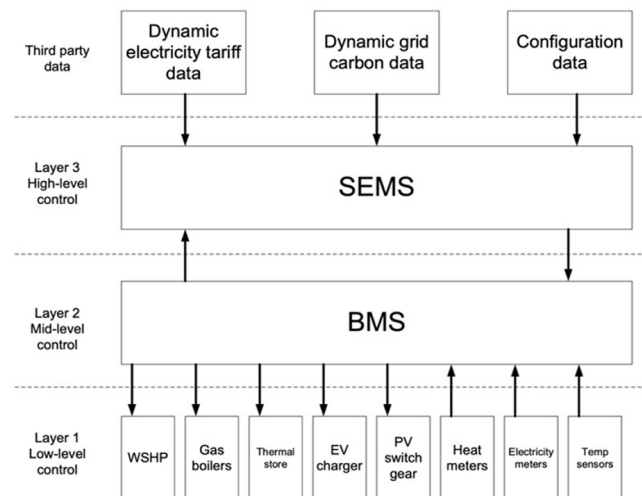 Third party
data
Dynamic
electricity tariff
data
Dynamic grid
carbon data
Configuration
data
Layer 3
High-level
control
SEMS
Layer 2
Mid-level
control
BMS
Layer 1
Low-level
control
WSHP
Gas
boilers
Thermal
store
EV
charger
PV
switch
gear
Heat
meters
Electricity
meters
Temp
sensors